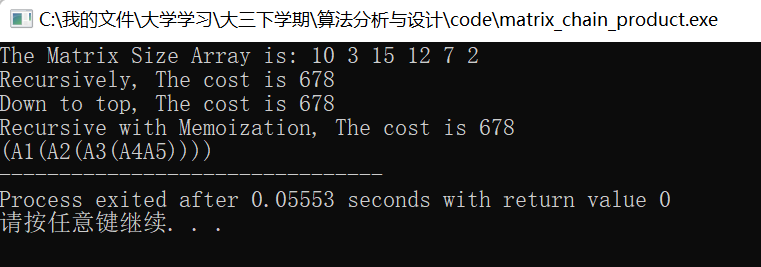 C:\我的文件\大学学习\大三下学期\算法分析与设计\code\matrix_chain_product.exe
The Matrix Size Array is: 10 3 15 12 7 2
Recursively, The cost is 678
Down to top, The cost is 678
Recursive with Memoization, The cost is 678
(A1(A2(A3(A4A5))))
--------------------------------
Process exited after 0.05553 seconds with return value 0
请按任意键继续. . .